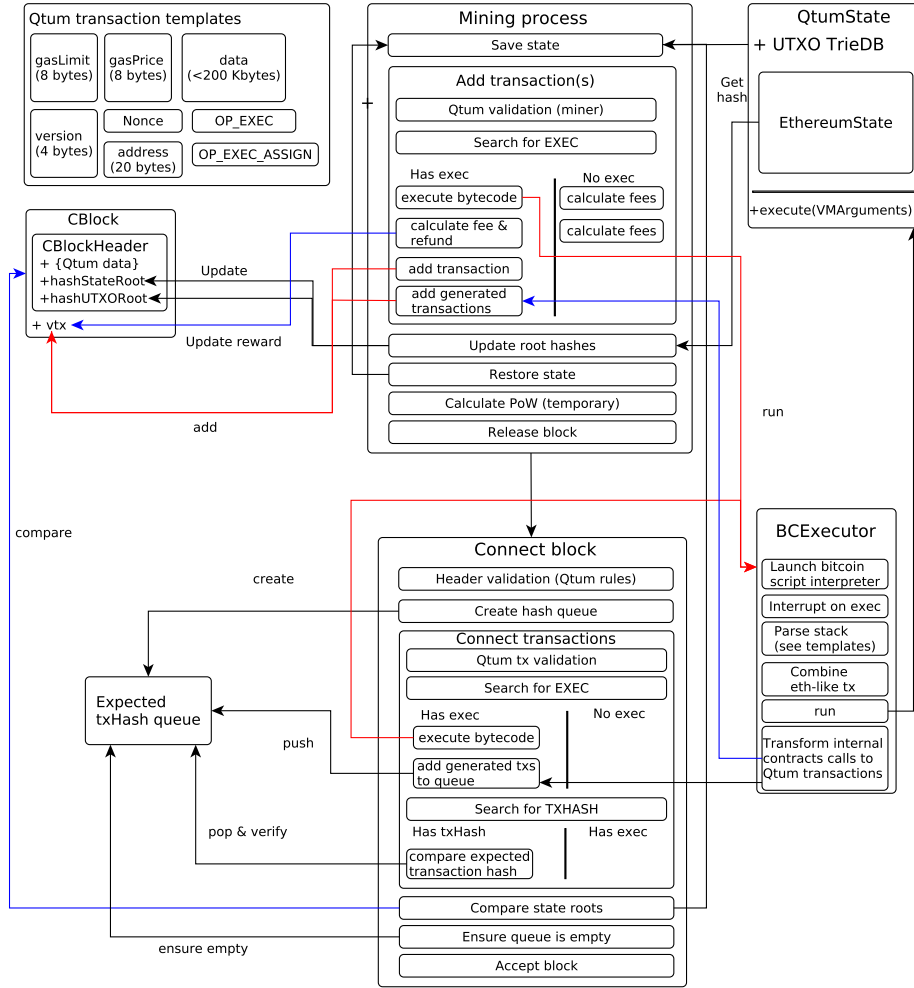 Qtum transaction templates
gasLimit
(8 bytes)
gasPrice
(8 bytes)
data
(<200 Kbytes)
version
(4 bytes)
Nonce
OP_EXEC
address
(20 bytes)
OP_EXEC_ASSIGN
CBlock
CBlockHeader
+ {Qtum data}
+hashStateRoot
+hashUTXORoot
+ vtx
Update
Update reward
add
Mining process
Save state
+
Add transaction(s)
Qtum validation (miner)
Search for EXEC
Has exec
No exec
execute bytecode
calculate fees
calculate fee &
refund
calculate fees
add transaction
add generated
transactions
Update root hashes
Restore state
Calculate PoW (temporary)
Release block
QtumState
+ UTXO TrieDB
Get
hash
EthereumState
+execute(VMArguments)
run
compare
create
push
pop & verify
ensure empty
Expected
txHash queue
Connect block
Header validation (Qtum rules)
Create hash queue
Connect transactions
Qtum tx validation
Search for EXEC
Has exec
No exec
execute bytecode
add generated txs
to queue
Search for TXHASH
Has txHash
Has exec
compare expected
transaction hash
Compare state roots
Ensure queue is empty
Accept block
BCExecutor
Launch bitcoin
script interpreter
Interrupt on exec
Parse stack
(see templates)
Combine
eth-like tx
run
Transform internal
contracts calls to
Qtum transactions